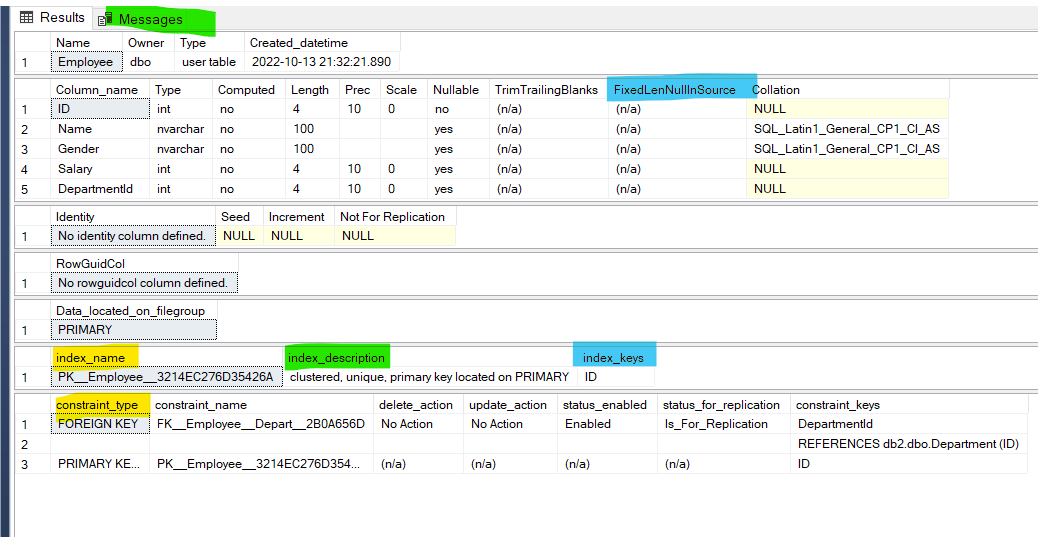 Results Messages
Name Owner Type Created_datetime
1 Employee dbo user table 2022-10-13 21:32:21.890
Column_name Type Computed Length Prec Scale Nullable TrimTrailingBlanks FixedLenNullInSource Collation
1 ID int no 4 10 0 no (n/a) (n/a) NULL
2 Name nvarchar no 100 yes (n/a) (n/a) SQL_Latin1_General_CP1_CI_AS
3 Gender nvarchar no 100 yes (n/a) (n/a) SQL_Latin1_General_CP1_CI_AS
4 Salary int no 4 10 0 yes (n/a) (n/a) NULL
5 DepartmentId int no 4 10 0 yes (n/a) (n/a) NULL
Identity Seed Increment Not For Replication
1 No identity column defined. NULL NULL NULL
RowGuidCol
1 No rowguidcol column defined.
Data_located_on_filegroup
1 PRIMARY
index_name index_description index_keys
1 PK__Employee__3214EC276D35426A clustered, unique, primary key located on PRIMARY ID
constraint_type constraint_name delete_action update_action status_enabled status_for_replication constraint_keys
1 FOREIGN KEY FK__Employee__Depart__2B0A656D No Action No Action Enabled Is_For_Replication DepartmentId
2 REFERENCES db2.dbo.Department (ID)
3 PRIMARY KE... PK__Employee__3214EC276D354... (n/a) (n/a) (n/a) (n/a) ID